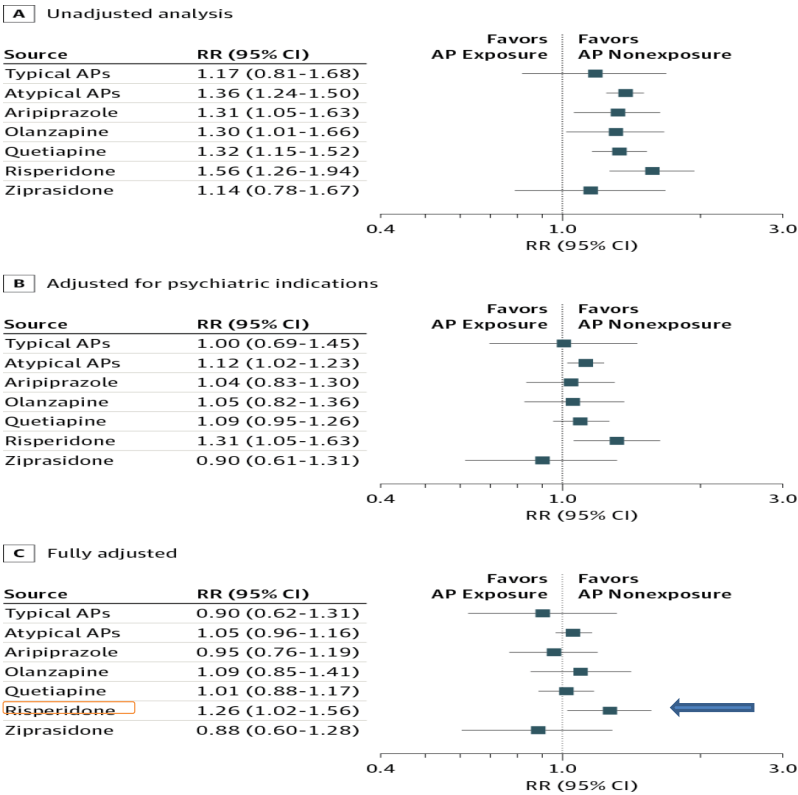 A Unadjusted analysis
Favors Favors
Source RR (95% CI) AP Exposure AP Nonexposure
Typical APs 1.17 (0.81-1.68)
Atypical APs 1.36 (1.24-1.50)
Aripiprazole 1.31 (1.05-1.63)
Olanzapine 1.30 (1.01-1.66)
Quetiapine 1.32 (1.15-1.52)
Risperidone 1.56 (1.26-1.94)
Ziprasidone 1.14 (0.78-1.67)
0.4 1.0 3.0
RR (95% CI)
B Adjusted for psychiatric indications
Favors Favors
Source RR (95% CI) AP Exposure AP Nonexposure
Typical APs 1.00 (0.69-1.45)
Atypical APs 1.12 (1.02-1.23)
Aripiprazole 1.04 (0.83-1.30)
Olanzapine 1.05 (0.82-1.36)
Quetiapine 1.09 (0.95-1.26)
Risperidone 1.31 (1.05-1.63)
Ziprasidone 0.90 (0.61-1.31)
0.4 1.0 3.0
RR (95% CI)
C Fully adjusted
Favors Favors
Source RR (95% CI) AP Exposure AP Nonexposure
Typical APs 0.90 (0.62-1.31)
Atypical APs 1.05 (0.96-1.16)
Aripiprazole 0.95 (0.76-1.19)
Olanzapine 1.09 (0.85-1.41)
Quetiapine 1.01 (0.88-1.17)
Risperidone 1.26 (1.02-1.56)
Ziprasidone 0.88 (0.60-1.28)
0.4 1.0 3.0
RR (95% CI)